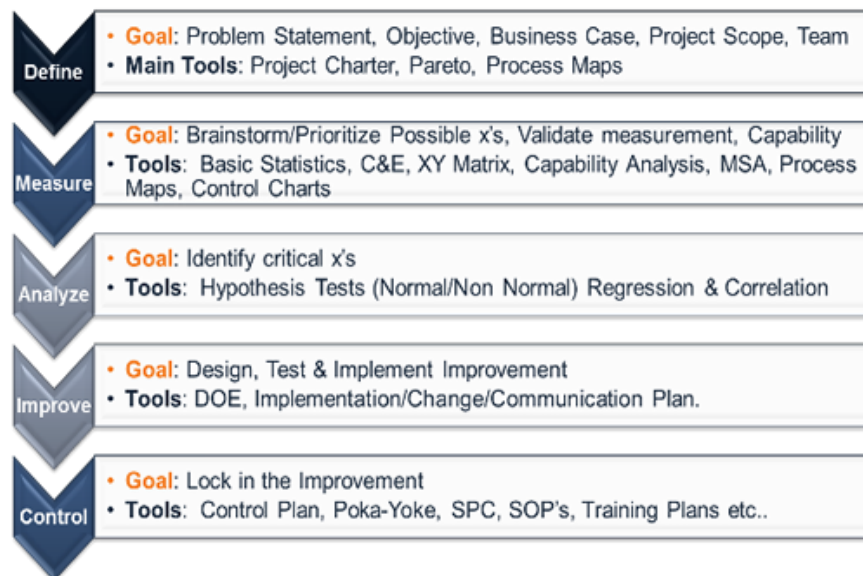 Define
• Goal: Problem Statement, Objective, Business Case, Project Scope, Team
• Main Tools: Project Charter, Pareto, Process Maps
Measure
• Goal: Brainstorm/Prioritize Possible x's, Validate measurement, Capability
• Tools: Basic Statistics, C&E, XY Matrix, Capability Analysis, MSA, Process
Maps, Control Charts
Analyze
• Goal: Identify critical x's
• Tools: Hypothesis Tests (Normal/Non Normal) Regression & Correlation
Improve
• Goal: Design, Test & Implement Improvement
• Tools: DOE, Implementation/Change/Communication Plan.
Control
• Goal: Lock in the Improvement
• Tools: Control Plan, Poka-Yoke, SPC, SOP's, Training Plans etc..